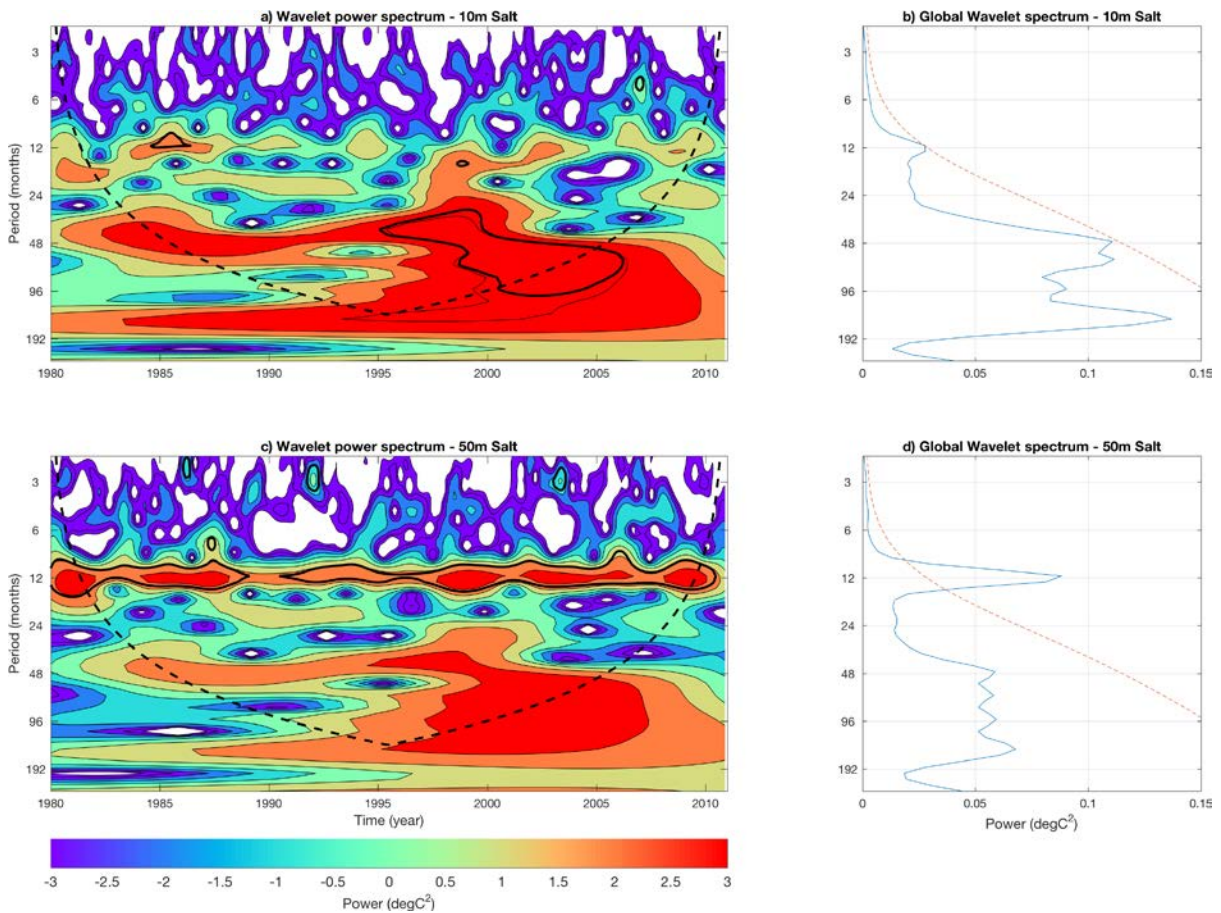 a) Wavelet power spectrum - 10m Salt
Period (months)
3
6
12
24
48
96
192
1980 1985 1990 1995 2000 2005 2010
b) Global Wavelet spectrum - 10m Salt
3
6
12
24
48
96
192
0 0.05 0.1 0.15
c) Wavelet power spectrum - 50m Salt
Period (months)
3
6
12
24
48
96
192
1980 1985 1990 1995 2000 2005 2010
Time (year)
d) Global Wavelet spectrum - 50m Salt
3
6
12
24
48
96
192
0 0.05 0.1 0.15
Power (degC²)
-3 -2.5 -2 -1.5 -1 -0.5 0 0.5 1 1.5 2 2.5 3
Power (degC²)